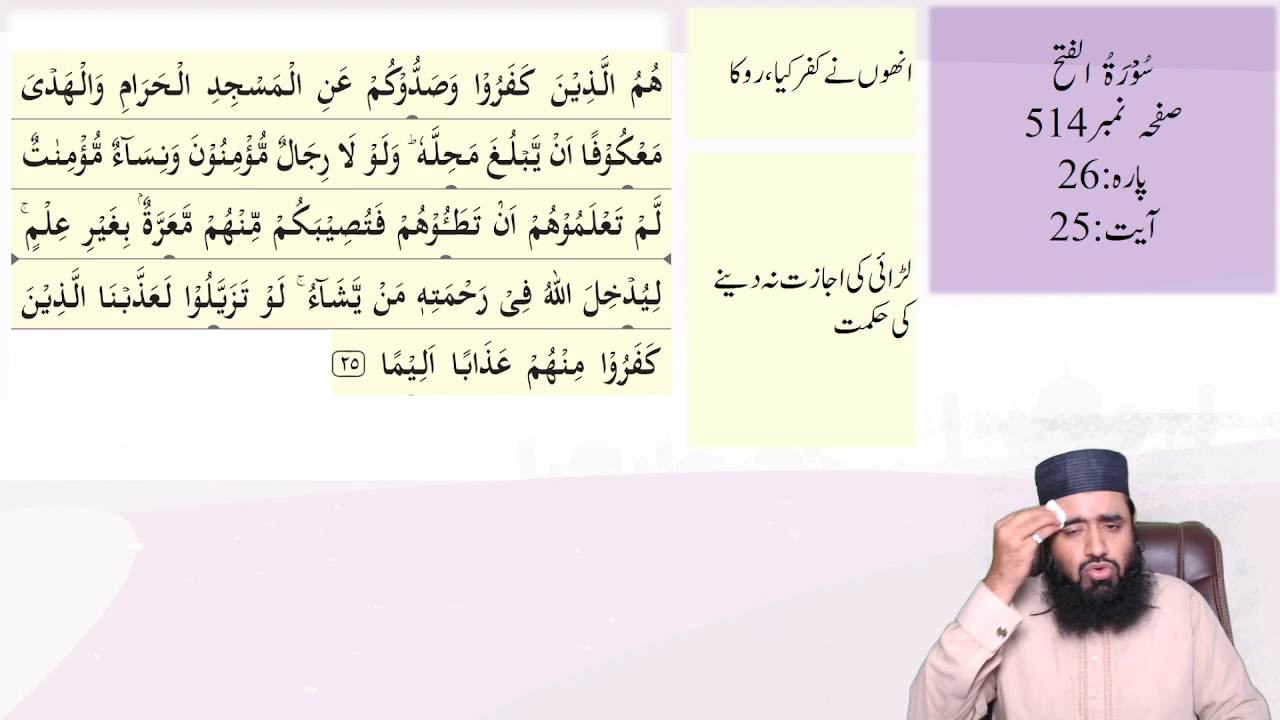 سُوْرَةُ الفتح
صفحہ نمبر514
پارہ:26
آیت:25
انھوں نے کفر کیا، روکا
لڑائی کی اجازت نہ دینے
کی حکمت
هُمُ الَّذِيْنَ كَفَرُوْا وَصَدُّوْكُمْ عَنِ الْمَسْجِدِ الْحَرَامِ وَالْهَدْىَ
مَعْكُوْفًا اَنْ يَّبْلُغَ مَحِلَّهٗ ؕ وَلَوْ لَا رِجَالٌ مُّؤْمِنُوْنَ وَنِسَآءٌ مُّؤْمِنٰتٌ
لَّمْ تَعْلَمُوْهُمْ اَنْ تَطَـُٔوْهُمْ فَتُصِيْبَكُمْ مِّنْهُمْ مَّعَرَّةٌ ۢ بِغَيْرِ عِلْمٍ ۚ
لِيُدْخِلَ اللّٰهُ فِىْ رَحْمَتِهٖ مَنْ يَّشَآءُ ۚ لَوْ تَزَيَّلُوْا لَعَذَّبْنَا الَّذِيْنَ
كَفَرُوْا مِنْهُمْ عَذَابًا اَلِيْمًا ٢٥